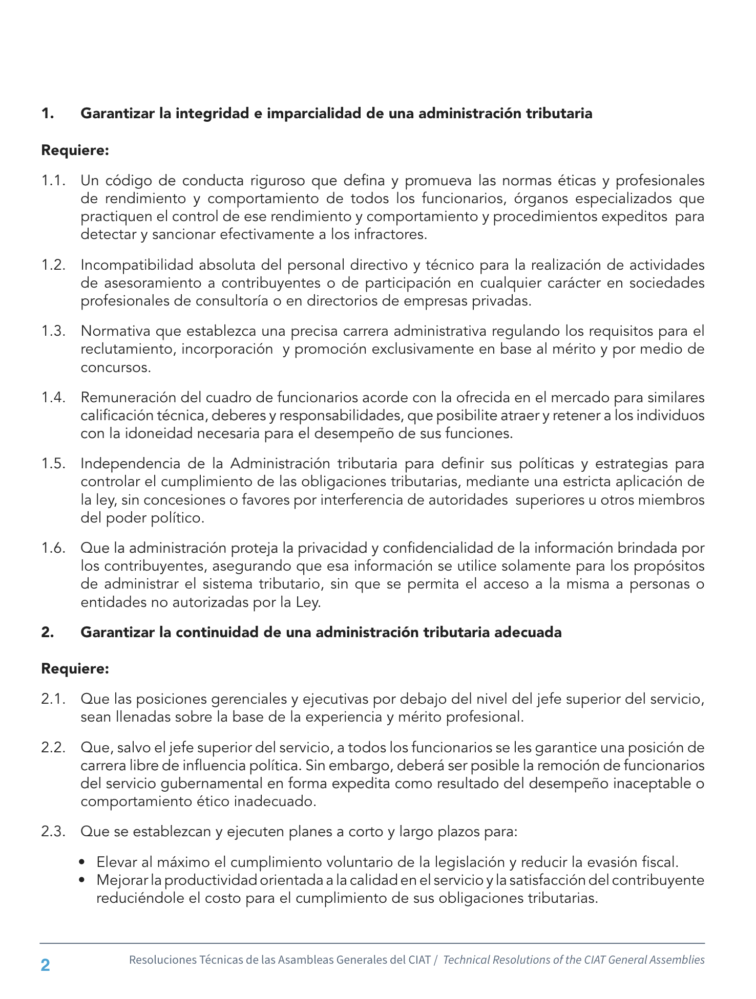 1. Garantizar la integridad e imparcialidad de una administración tributaria
Requiere:
1.1. Un código de conducta riguroso que defina y promueva las normas éticas y profesionales
de rendimiento y comportamiento de todos los funcionarios, órganos especializados que
practiquen el control de ese rendimiento y comportamiento y procedimientos expeditos para
detectar y sancionar efectivamente a los infractores.
1.2. Incompatibilidad absoluta del personal directivo y técnico para la realización de actividades
de asesoramiento a contribuyentes o de participación en cualquier carácter en sociedades
profesionales de consultoría o en directorios de empresas privadas.
1.3. Normativa que establezca una precisa carrera administrativa regulando los requisitos para el
reclutamiento, incorporación y promoción exclusivamente en base al mérito y por medio de
concursos.
1.4. Remuneración del cuadro de funcionarios acorde con la ofrecida en el mercado para similares
calificación técnica, deberes y responsabilidades, que posibilite atraer y retener a los individuos
con la idoneidad necesaria para el desempeño de sus funciones.
1.5. Independencia de la Administración tributaria para definir sus políticas y estrategias para
controlar el cumplimiento de las obligaciones tributarias, mediante una estricta aplicación de
la ley, sin concesiones o favores por interferencia de autoridades superiores u otros miembros
del poder político.
1.6. Que la administración proteja la privacidad y confidencialidad de la información brindada por
los contribuyentes, asegurando que esa información se utilice solamente para los propósitos
de administrar el sistema tributario, sin que se permita el acceso a la misma a personas o
entidades no autorizadas por la Ley.
2. Garantizar la continuidad de una administración tributaria adecuada
Requiere:
2.1. Que las posiciones gerenciales y ejecutivas por debajo del nivel del jefe superior del servicio,
sean llenadas sobre la base de la experiencia y mérito profesional.
2.2. Que, salvo el jefe superior del servicio, a todos los funcionarios se les garantice una posición de
carrera libre de influencia política. Sin embargo, deberá ser posible la remoción de funcionarios
del servicio gubernamental en forma expedita como resultado del desempeño inaceptable o
comportamiento ético inadecuado.
2.3. Que se establezcan y ejecuten planes a corto y largo plazos para:
• Elevar al máximo el cumplimiento voluntario de la legislación y reducir la evasión fiscal.
• Mejorar la productividad orientada a la calidad en el servicio y la satisfacción del contribuyente
reduciéndole el costo para el cumplimiento de sus obligaciones tributarias.
2 Resoluciones Técnicas de las Asambleas Generales del CIAT / Technical Resolutions of the CIAT General Assemblies